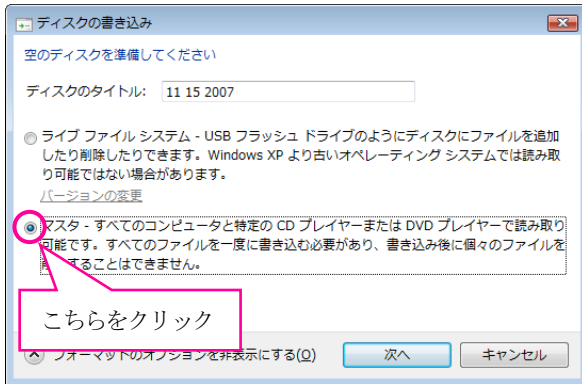 ディスクの書き込み
空のディスクを準備してください
ディスクのタイトル: 11 15 2007
ライブ ファイル システム - USB フラッシュ ドライブのようにディスクにファイルを追加
したり削除したりできます。Windows XP より古いオペレーティング システムでは読み取
り可能ではない場合があります。
バージョンの変更
マスタ - すべてのコンピュータと特定の CD プレイヤーまたは DVD プレイヤーで読み取り
可能です。すべてのファイルを一度に書き込む必要があり、書き込み後に個々のファイルを
することはできません。
こちらをクリック
フォーマットのオプションを非表示にする(O)
次へ
キャンセル